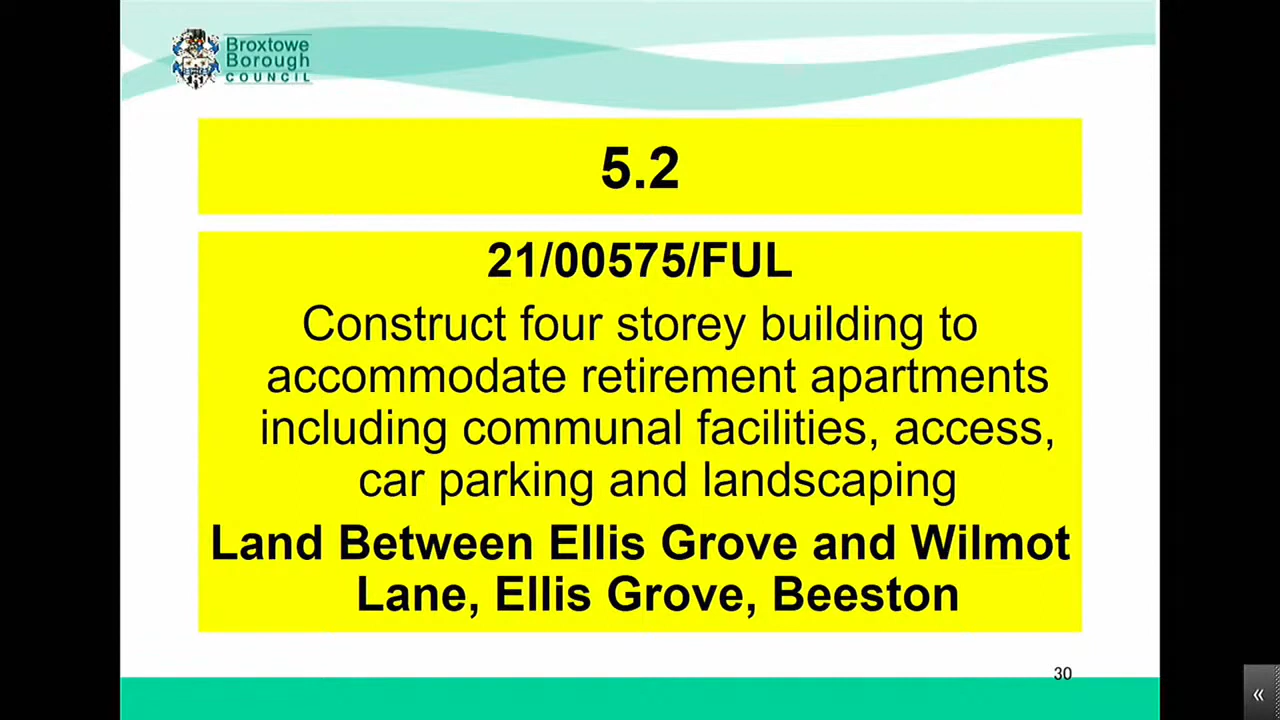 Broxtowe
Borough
COUNCIL
5.2
21/00575/FUL
Construct four storey building to
accommodate retirement apartments
including communal facilities, access,
car parking and landscaping
Land Between Ellis Grove and Wilmot
Lane, Ellis Grove, Beeston
30
«